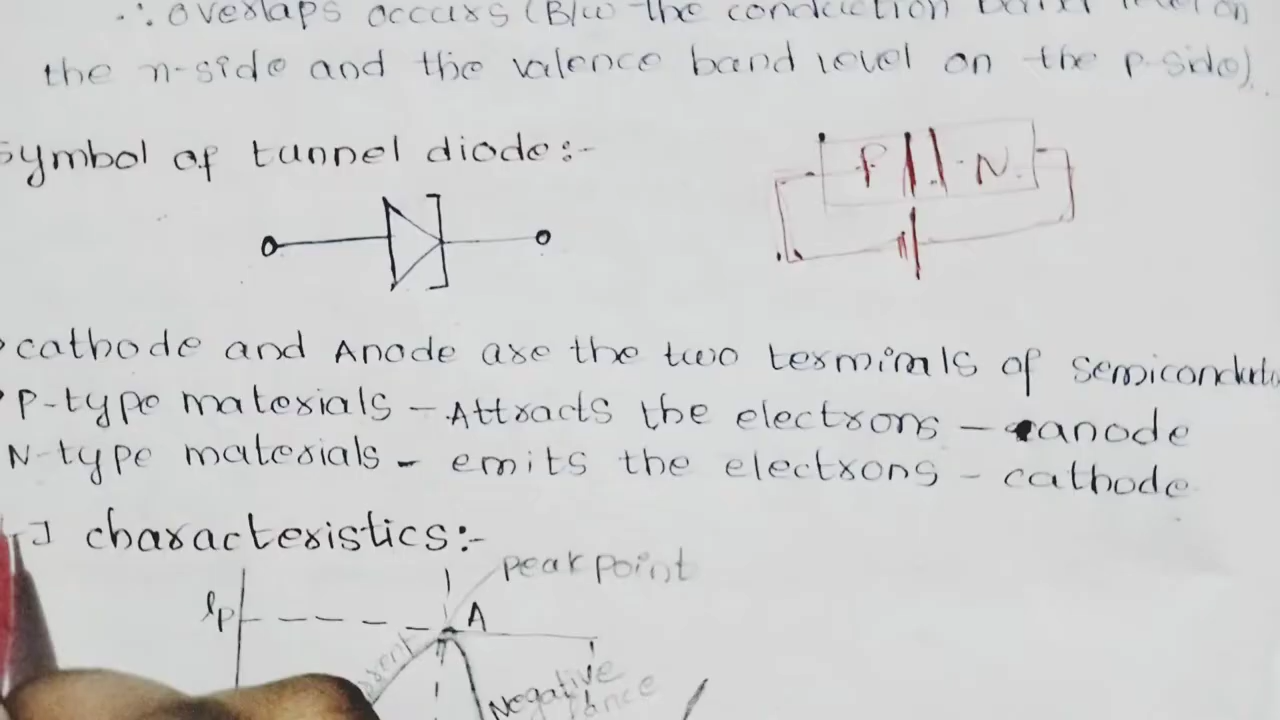 ∴ overlaps occurs (B/w the conduction band level on
the n-side and the valence band level on the p-side)
Symbol of tunnel diode:-
P N
cathode and Anode are the two terminals of semiconductor
P-type materials - Attracts the electrons - anode
N-type materials - emits the electrons - cathode
characteristics:-
peak point
Ip
A
Negative